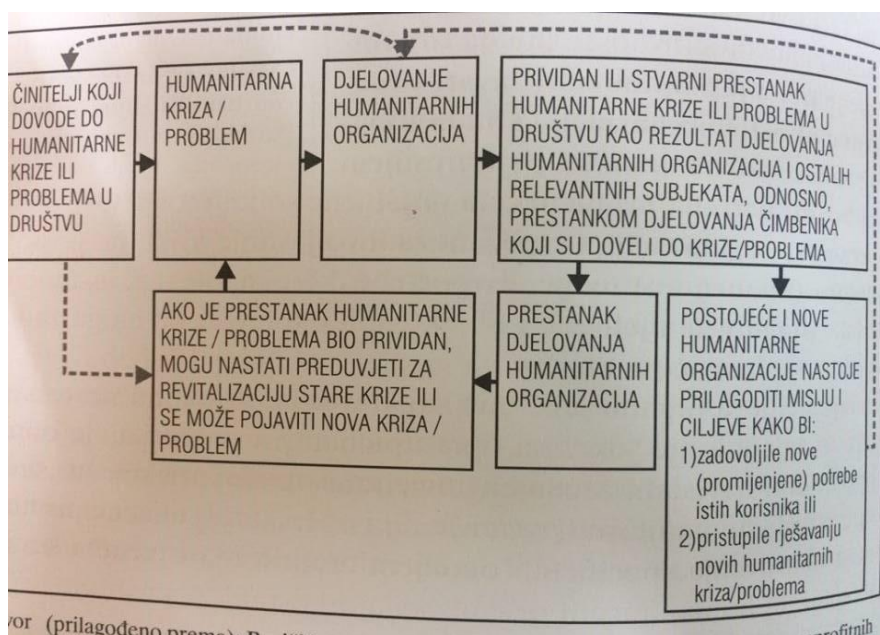 ČINITELJI KOJI
DOVODE DO
HUMANITARNE
KRIZE ILI
PROBLEMA U
DRUŠTVU
HUMANITARNA
KRIZA /
PROBLEM
DJELOVANJE
HUMANITARNIH
ORGANIZACIJA
PRIVIDAN ILI STVARNI PRESTANAK
HUMANITARNE KRIZE ILI PROBLEMA U
DRUŠTVU KAO REZULTAT DJELOVANJA
HUMANITARNIH ORGANIZACIJA I OSTALIH
RELEVANTNIH SUBJEKATA, ODNOSNO,
PRESTANKOM DJELOVANJA ČIMBENIKA
KOJI SU DOVELI DO KRIZE/PROBLEMA
AKO JE PRESTANAK HUMANITARNE
KRIZE / PROBLEMA BIO PRIVIDAN,
MOGU NASTATI PREDUVJETI ZA
REVITALIZACIJU STARE KRIZE ILI
SE MOŽE POJAVITI NOVA KRIZA /
PROBLEM
PRESTANAK
DJELOVANJA
HUMANITARNIH
ORGANIZACIJA
POSTOJEĆE I NOVE
HUMANITARNE
ORGANIZACIJE NASTOJE
PRILAGODITI MISIJU I
CILJEVE KAKO BI:
1)zadovoljile nove
(promijenjene) potrebe
istih korisnika ili
2)pristupile rješavanju
novih humanitarnih
kriza/problema
vor (prilagođeno prema) profitnih